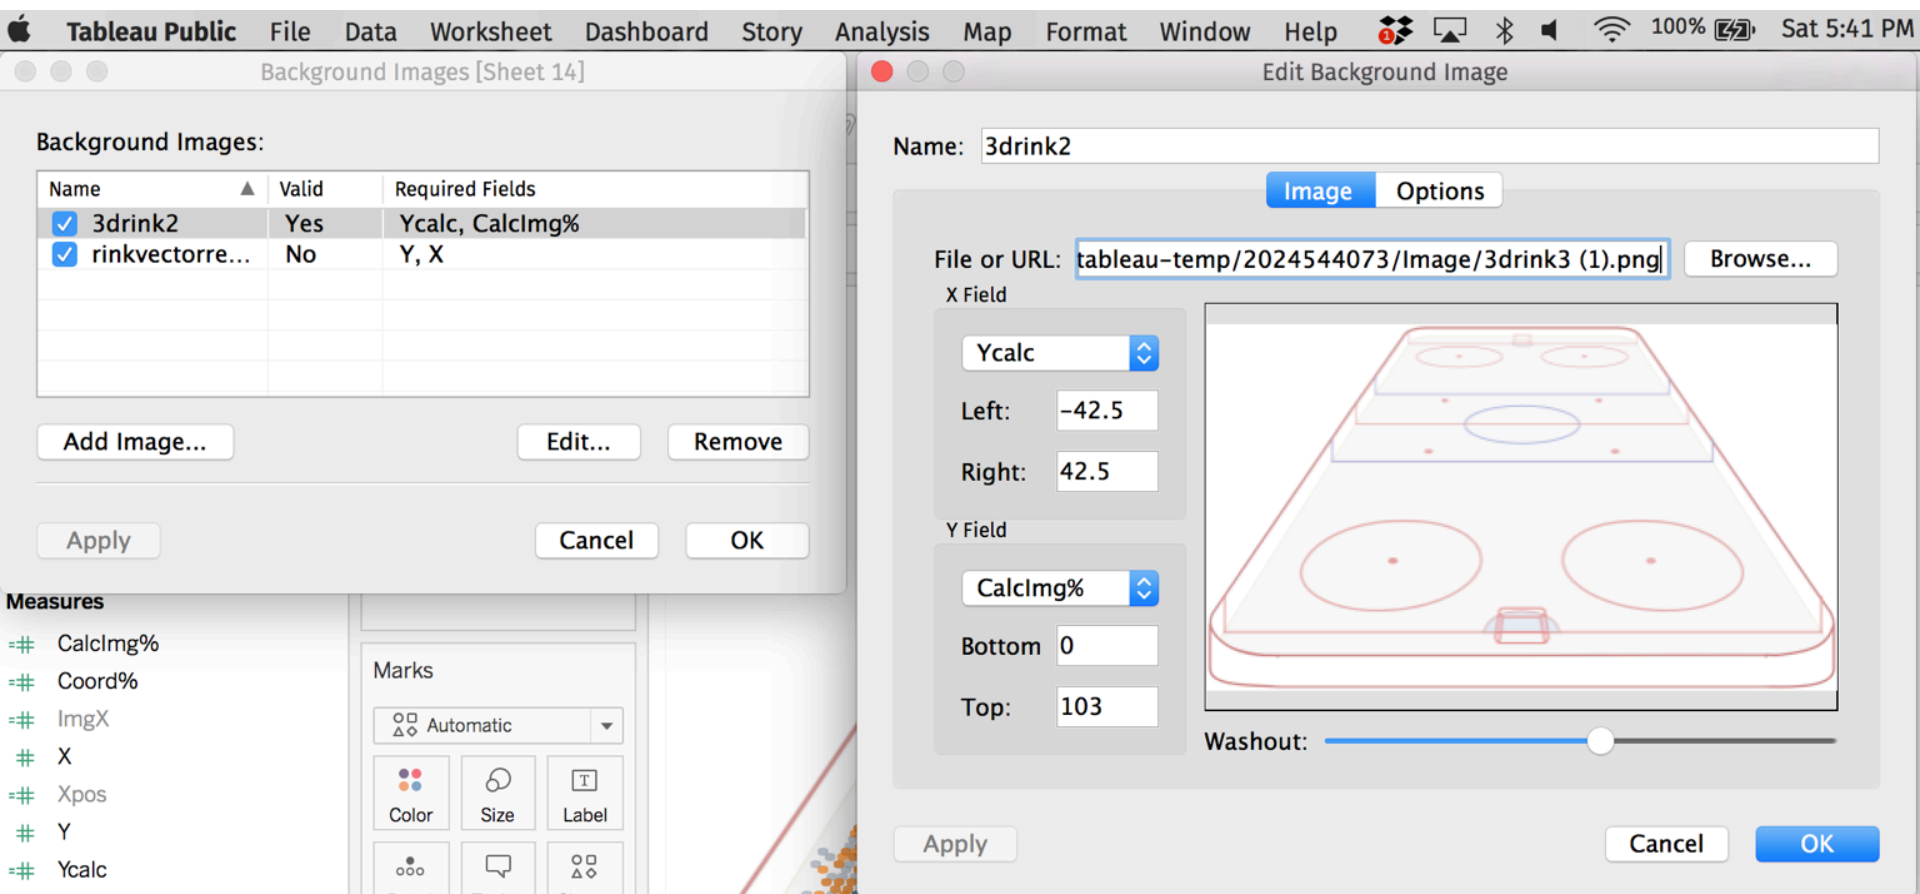 Tableau Public File Data Worksheet Dashboard Story Analysis Map Format Window Help 1 100% Sat 5:41 PM
Background Images [Sheet 14]
Background Images:
Name Valid Required Fields
3drink2 Yes Ycalc, CalcImg%
rinkvectorre... No Y, X
Add Image... Edit... Remove
Apply Cancel OK
Measures
CalcImg%
Coord%
ImgX
X
Xpos
Y
Ycalc
Marks
Automatic
Color Size Label
Edit Background Image
Name: 3drink2
Image Options
File or URL: tableau-temp/2024544073/Image/3drink3 (1).png Browse...
X Field
Ycalc
Left: -42.5
Right: 42.5
Y Field
CalcImg%
Bottom 0
Top: 103
Washout:
Apply Cancel OK